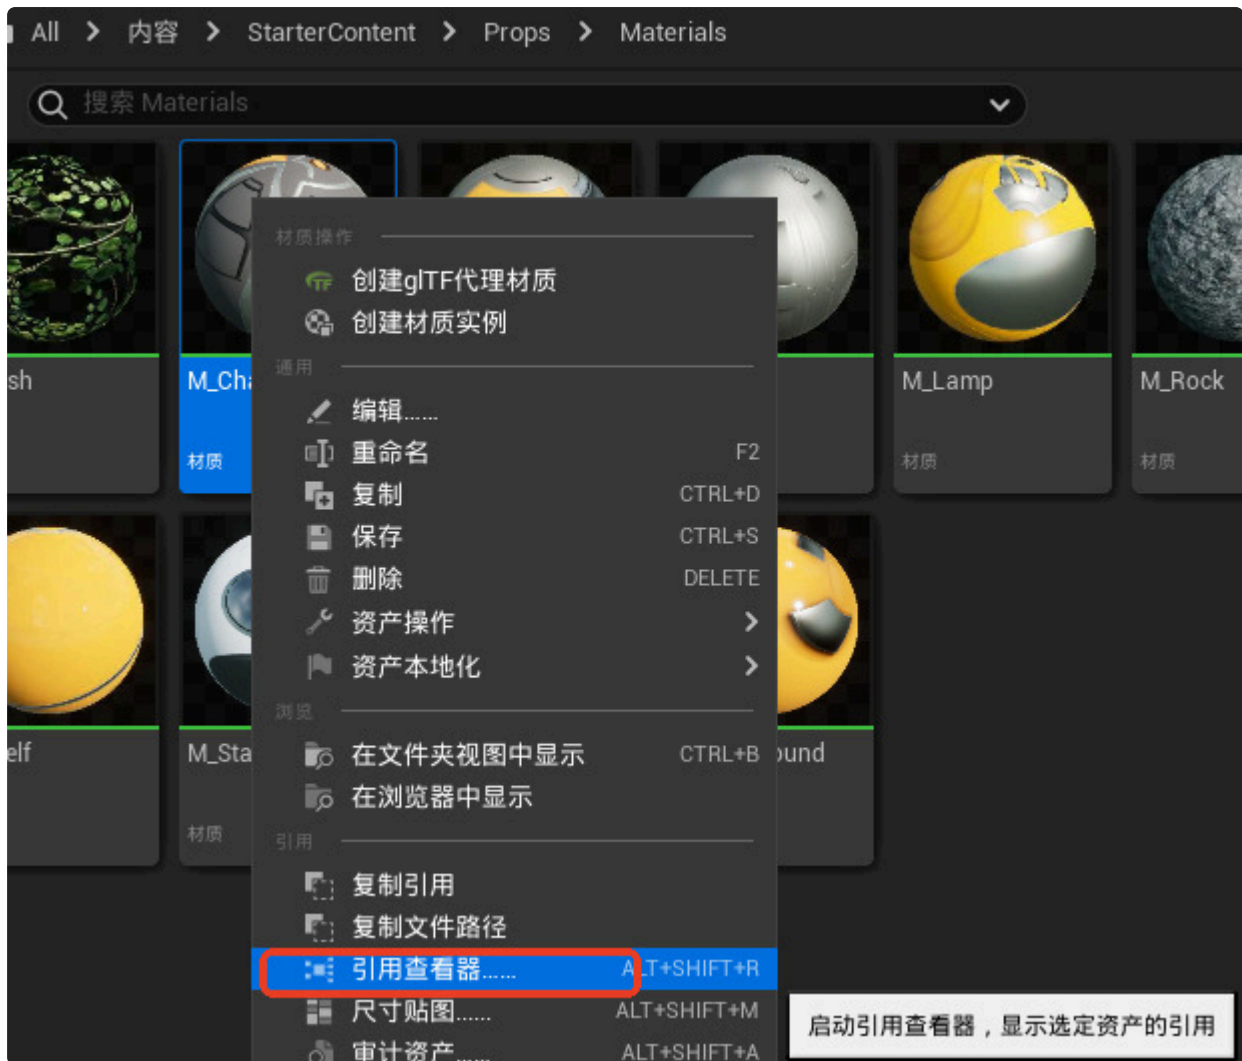 All > 内容 > StarterContent > Props > Materials
搜索 Materials
材质操作
创建glTF代理材质
创建材质实例
通用
sh
M_Cha
M_Lamp
M_Rock
编辑......
重命名 F2
材质
材质
材质
复制 CTRL+D
保存 CTRL+S
删除 DELETE
资产操作
资产本地化
浏览
elf
M_Sta
在文件夹视图中显示 CTRL+B
ound
在浏览器中显示
材质
引用
复制引用
复制文件路径
引用查看器...... ALT+SHIFT+R
尺寸贴图...... ALT+SHIFT+M
启动引用查看器，显示选定资产的引用
审计资产...... ALT+SHIFT+A